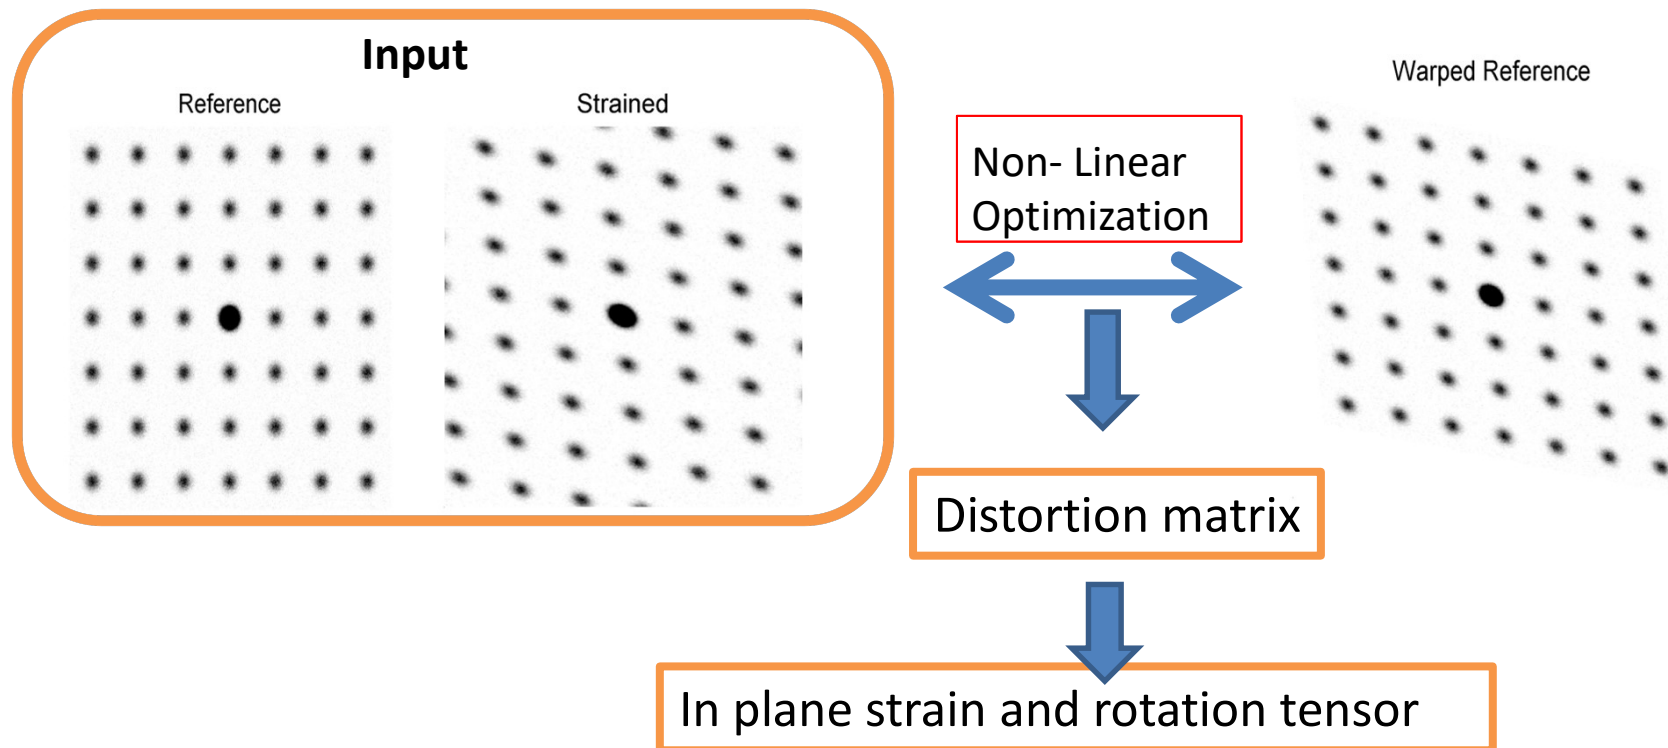 Input
Reference
Strained
Warped Reference
Non- Linear
Optimization
Distortion matrix
In plane strain and rotation tensor